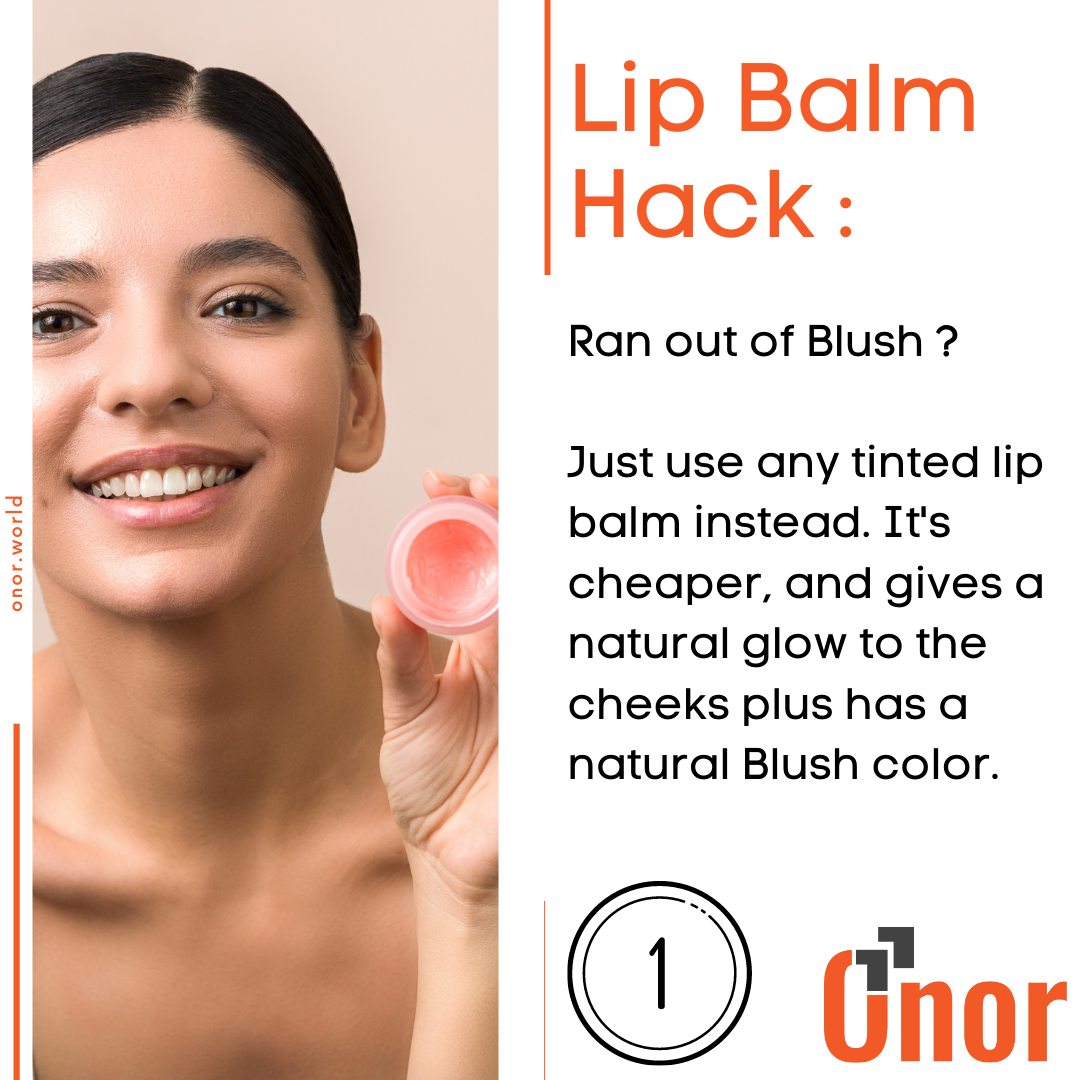 Lip Balm
Hack :
Ran out of Blush ?
Just use any tinted lip
balm instead. It's
cheaper, and gives a
natural glow to the
cheeks plus has a
natural Blush color.
onor.world
1
Onor